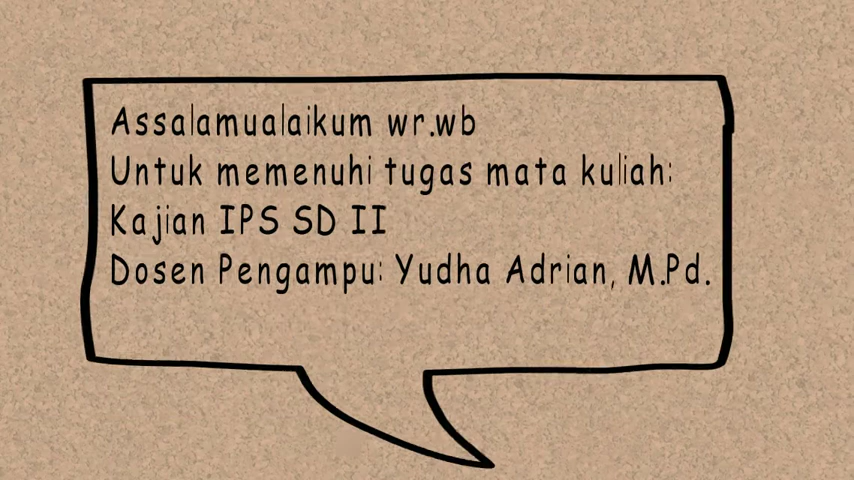 Assalamualaikum wr.wb
Untuk memenuhi tugas mata kuliah:
Kajian IPS SD II
Dosen Pengampu: Yudha Adrian, M.Pd.